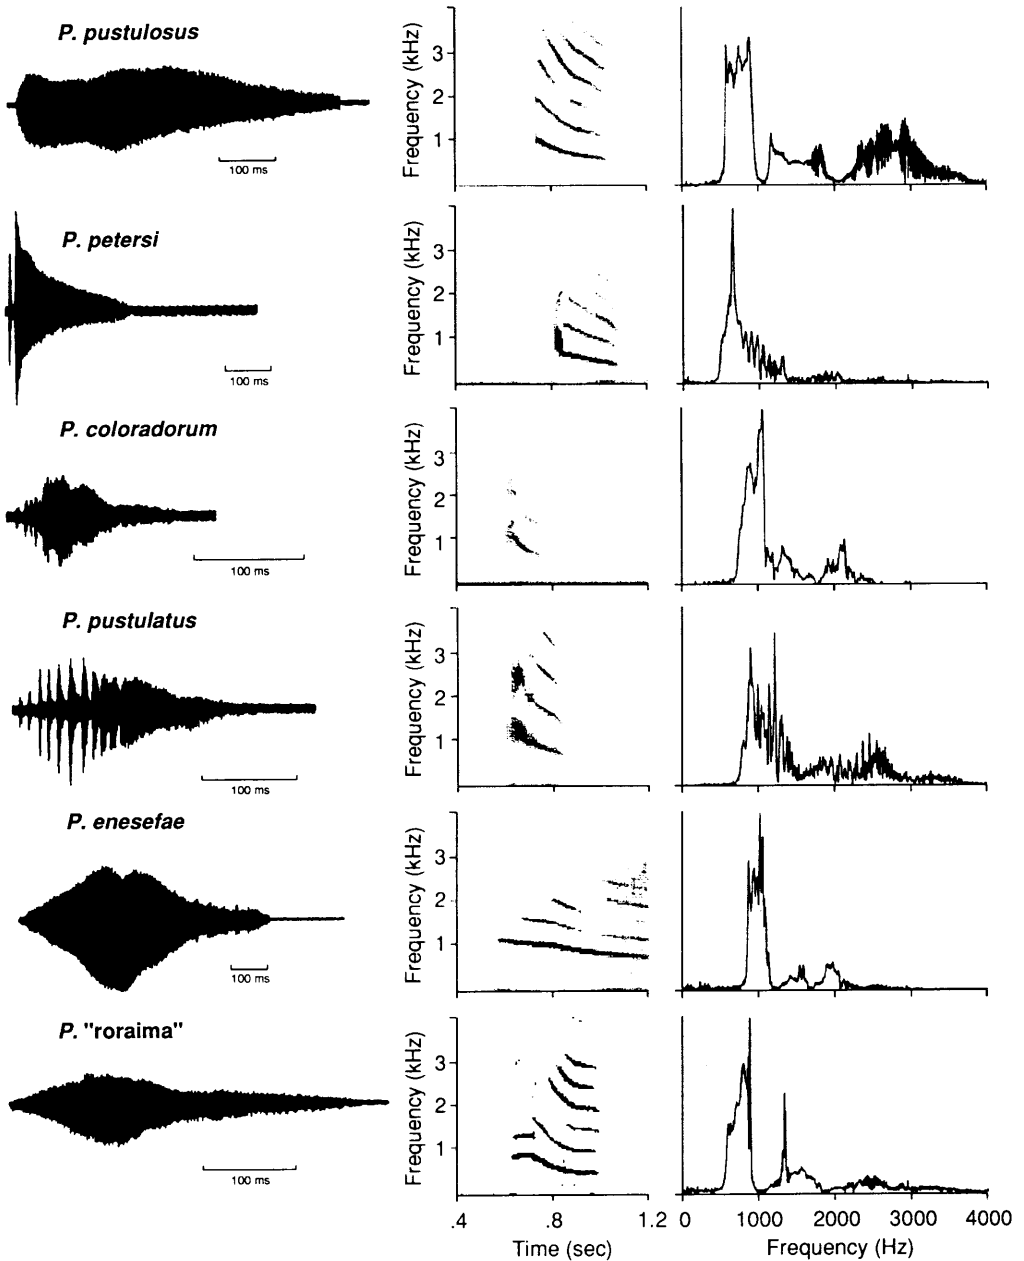 P. pustulosus
100 ms
Frequency (kHz)
3
2
1
P. petersi
100 ms
Frequency (kHz)
3
2
1
P. coloradorum
100 ms
Frequency (kHz)
3
2
1
P. pustulatus
100 ms
Frequency (kHz)
3
2
1
P. enesefae
100 ms
Frequency (kHz)
3
2
1
P. "roraima"
100 ms
Frequency (kHz)
3
2
1
.4 .8 1.2
Time (sec)
0 1000 2000 3000 4000
Frequency (Hz)